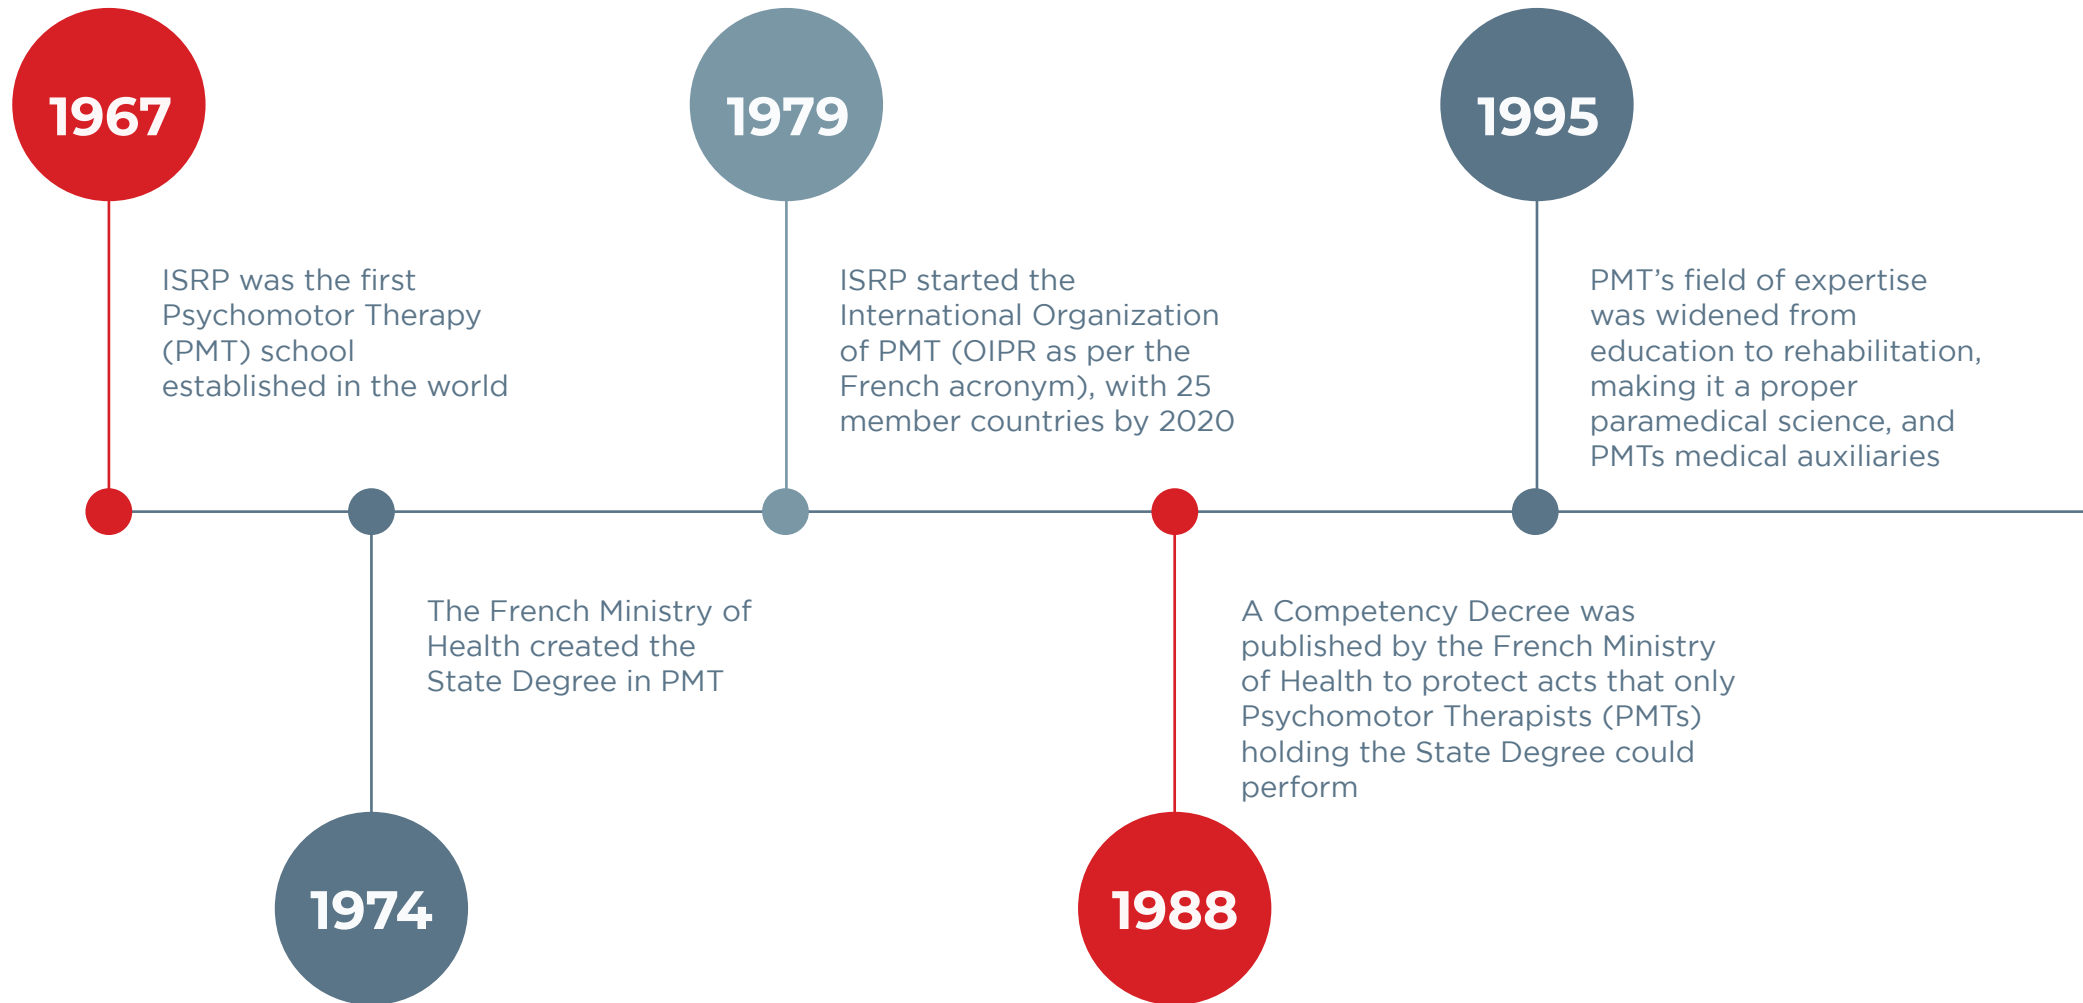 1967
ISRP was the first
Psychomotor Therapy
(PMT) school
established in the world
1974
The French Ministry of
Health created the
State Degree in PMT
1979
ISRP started the
International Organization
of PMT (OIPR as per the
French acronym), with 25
member countries by 2020
1988
A Competency Decree was
published by the French Ministry
of Health to protect acts that only
Psychomotor Therapists (PMTs)
holding the State Degree could
perform
1995
PMT’s field of expertise
was widened from
education to rehabilitation,
making it a proper
paramedical science, and
PMTs medical auxiliaries